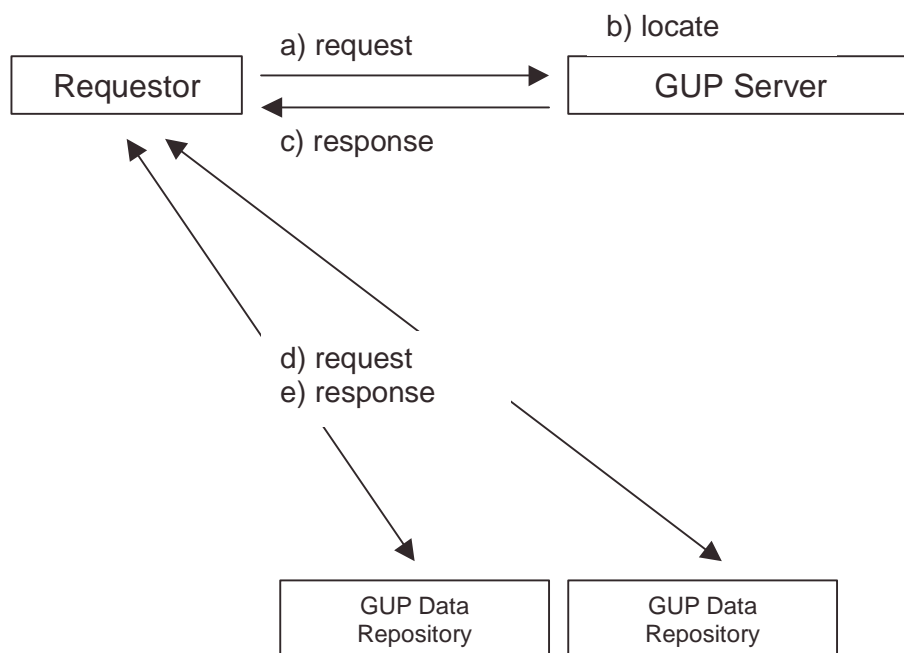 b) locate
a) request
Requestor
GUP Server
c) response
d) request
e) response
GUP Data
Repository
GUP Data
Repository